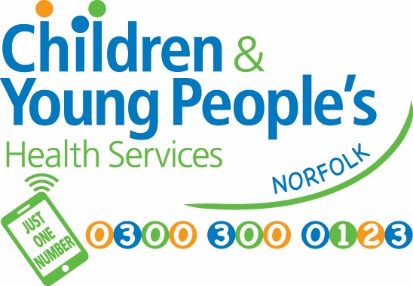 Children &
Young People's
Health Services
NORFOLK
JUST
ONE
NUMBER
0300 300 0123